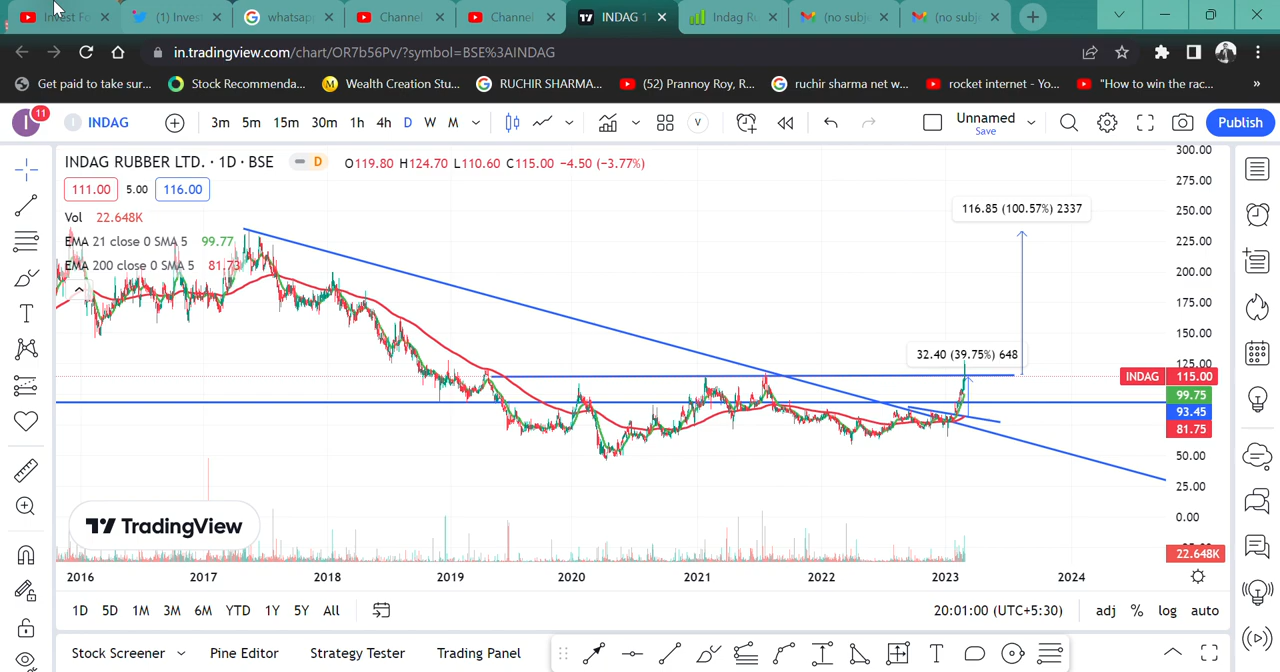 Invest Fo
(1) Invest
whatsapp
Channel
Channel
INDAG 1
Indag Ru
(no subj
(no subj
in.tradingview.com/chart/OR7b56Pv/?symbol=BSE%3AINDAG
Get paid to take sur...
Stock Recommenda...
Wealth Creation Stu...
RUCHIR SHARMA...
(52) Prannoy Roy, R...
ruchir sharma net w...
rocket internet - Yo...
"How to win the rac...
»
I
11
I
INDAG
3m 5m 15m 30m 1h 4h D W M
V
Unnamed
Save
Publish
INDAG RUBBER LTD. · 1D · BSE
D
O119.80 H124.70 L110.60 C115.00 −4.50 (−3.77%)
111.00 5.00 116.00
Vol 22.648K
EMA 21 close 0 SMA 5 99.77
EMA 200 close 0 SMA 5 81.73
116.85 (100.57%) 2337
32.40 (39.75%) 648
300.00
275.00
250.00
225.00
200.00
175.00
150.00
125.00
INDAG 115.00
99.75
93.45
81.75
50.00
25.00
0.00
22.648K
TradingView
2016 2017 2018 2019 2020 2021 2022 2023 2024
1D 5D 1M 3M 6M YTD 1Y 5Y All
20:01:00 (UTC+5:30)
adj % log auto
Stock Screener
Pine Editor
Strategy Tester
Trading Panel